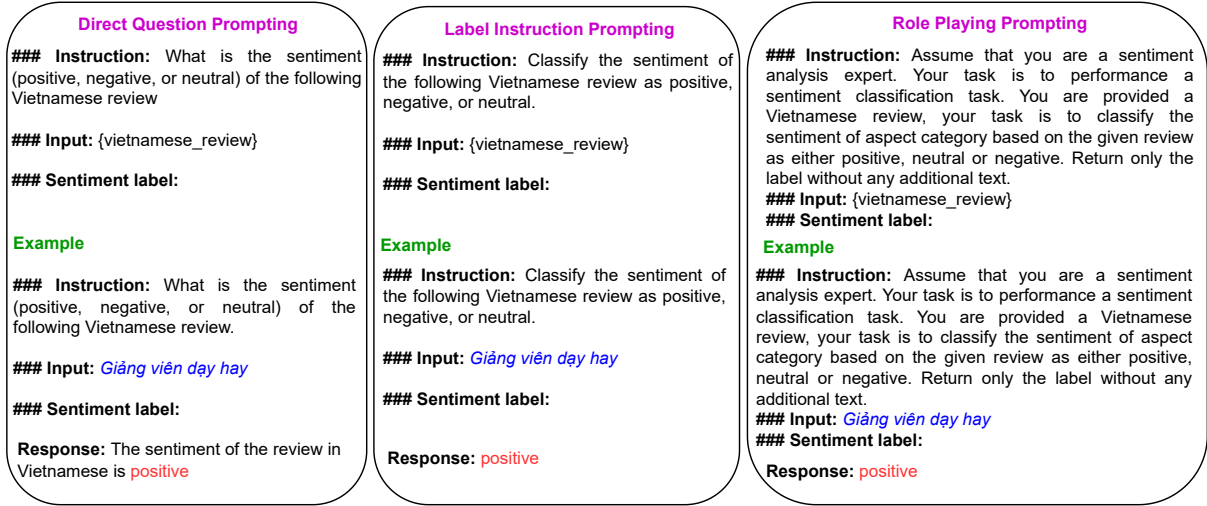 Direct Question Prompting
### Instruction: What is the sentiment
(positive, negative, or neutral) of the following
Vietnamese review
### Input: {vietnamese_review}
### Sentiment label:
Example
### Instruction: What is the sentiment
(positive, negative, or neutral) of the
following Vietnamese review.
### Input: Giảng viên dạy hay
### Sentiment label:
Response: The sentiment of the review in
Vietnamese is positive
Label Instruction Prompting
### Instruction: Classify the sentiment of
the following Vietnamese review as positive,
negative, or neutral.
### Input: {vietnamese_review}
### Sentiment label:
Example
### Instruction: Classify the sentiment of
the following Vietnamese review as positive,
negative, or neutral.
### Input: Giảng viên dạy hay
### Sentiment label:
Response: positive
Role Playing Prompting
### Instruction: Assume that you are a sentiment
analysis expert. Your task is to performance a
sentiment classification task. You are provided a
Vietnamese review, your task is to classify the
sentiment of aspect category based on the given review
as either positive, neutral or negative. Return only the
label without any additional text.
### Input: {vietnamese_review}
### Sentiment label:
Example
### Instruction: Assume that you are a sentiment
analysis expert. Your task is to performance a sentiment
classification task. You are provided a Vietnamese
review, your task is to classify the sentiment of aspect
category based on the given review as either positive,
neutral or negative. Return only the label without any
additional text.
### Input: Giảng viên dạy hay
### Sentiment label:
Response: positive